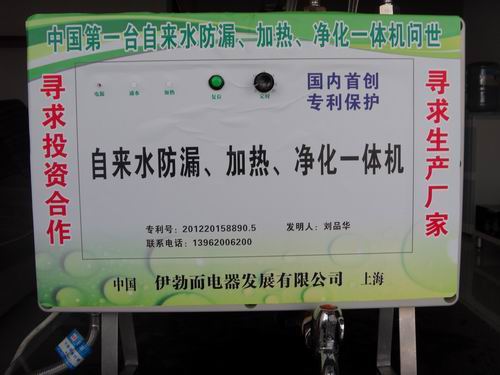 中国第一台自来水防漏、加热、净化一体机问世
寻求投资合作
电源 漏水 加热 复位 定时
国内首创
专利保护
寻求生产厂家
自来水防漏、加热、净化一体机
专利号：201220158890.5 发明人：刘品华
联系电话：13962006200
中国 伊勃而电器发展有限公司 上海